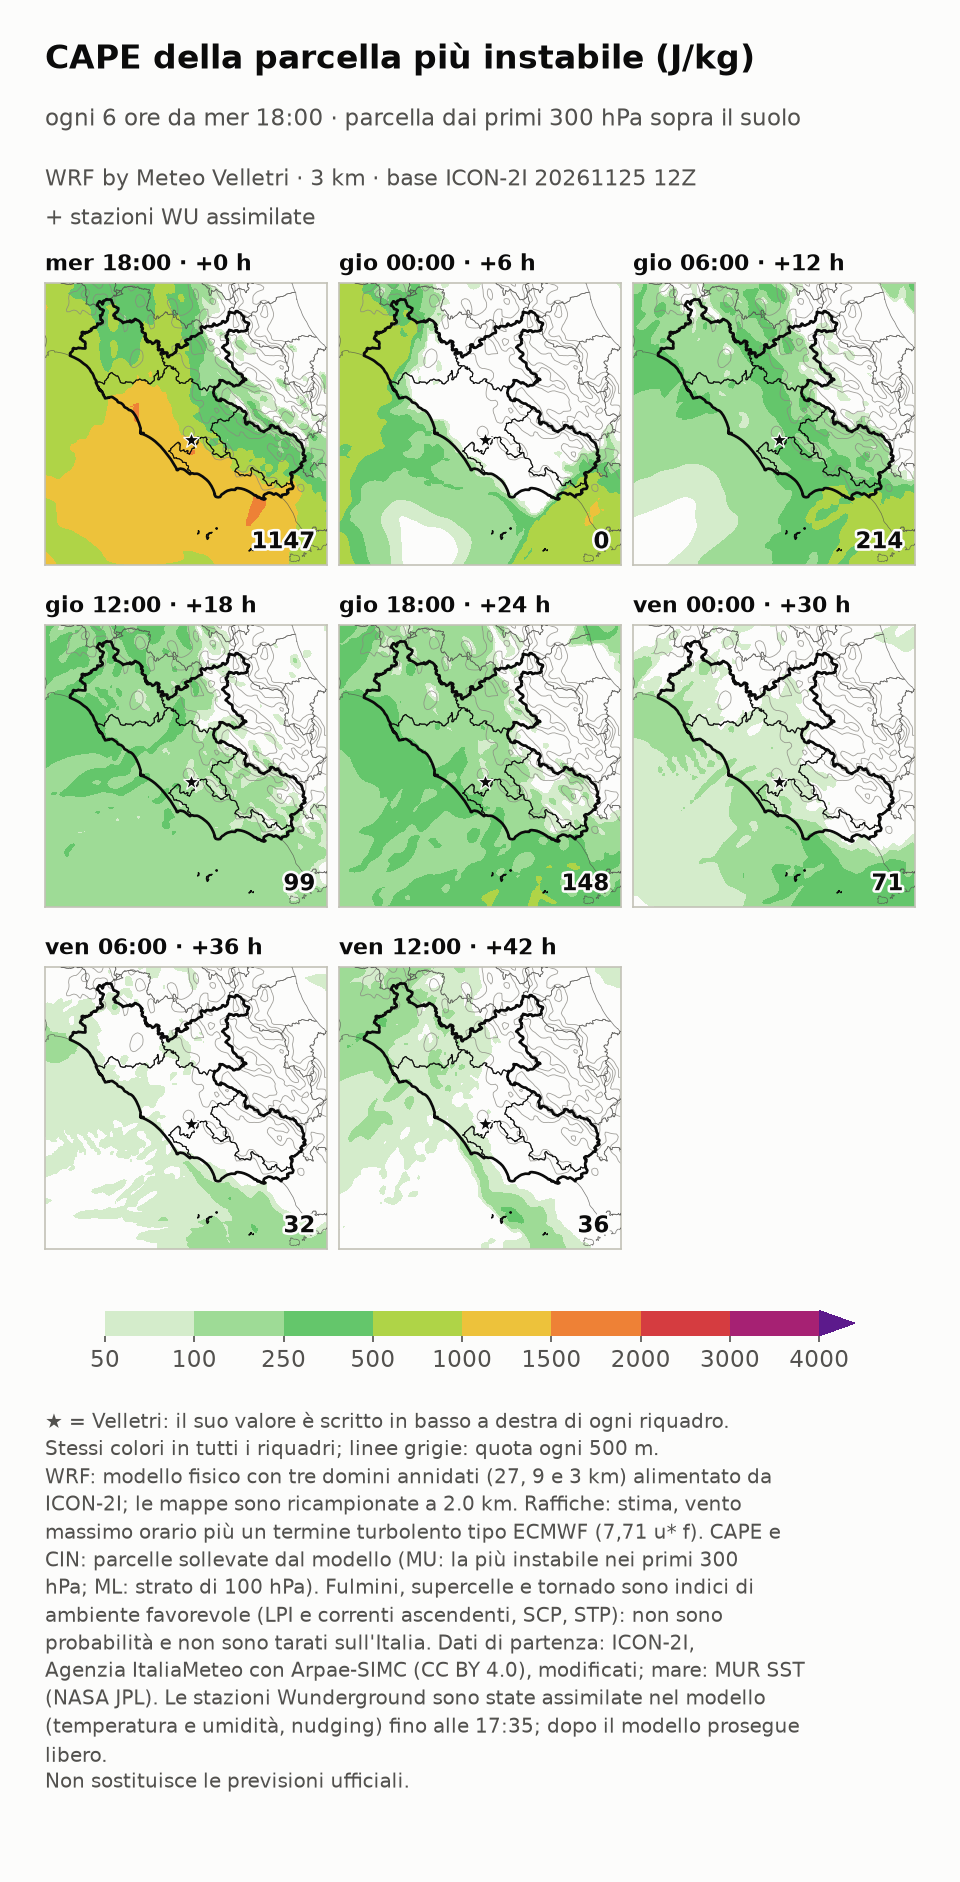 CAPE della parcella più instabile (J/kg)
ogni 6 ore da mer 18:00 · parcella dai primi 300 hPa sopra il suolo
WRF by Meteo Velletri · 3 km · base ICON-2I 20261125 12Z
+ stazioni WU assimilate
mer 18:00 · +0 h
gio 00:00 · +6 h
gio 06:00 · +12 h
1147
0
214
gio 12:00 · +18 h
gio 18:00 · +24 h
ven 00:00 · +30 h
99
148
71
ven 06:00 · +36 h
ven 12:00 · +42 h
32
36
50 100 250 500 1000 1500 2000 3000 4000
★ = Velletri: il suo valore è scritto in basso a destra di ogni riquadro.
Stessi colori in tutti i riquadri; linee grigie: quota ogni 500 m.
WRF: modello fisico con tre domini annidati (27, 9 e 3 km) alimentato da
ICON-2I; le mappe sono ricampionate a 2.0 km. Raffiche: stima, vento
massimo orario più un termine turbolento tipo ECMWF (7,71 u* f). CAPE e
CIN: parcelle sollevate dal modello (MU: la più instabile nei primi 300
hPa; ML: strato di 100 hPa). Fulmini, supercelle e tornado sono indici di
ambiente favorevole (LPI e correnti ascendenti, SCP, STP): non sono
probabilità e non sono tarati sull'Italia. Dati di partenza: ICON-2I,
Agenzia ItaliaMeteo con Arpae-SIMC (CC BY 4.0), modificati; mare: MUR SST
(NASA JPL). Le stazioni Wunderground sono state assimilate nel modello
(temperatura e umidità, nudging) fino alle 17:35; dopo il modello prosegue
libero.
Non sostituisce le previsioni ufficiali.